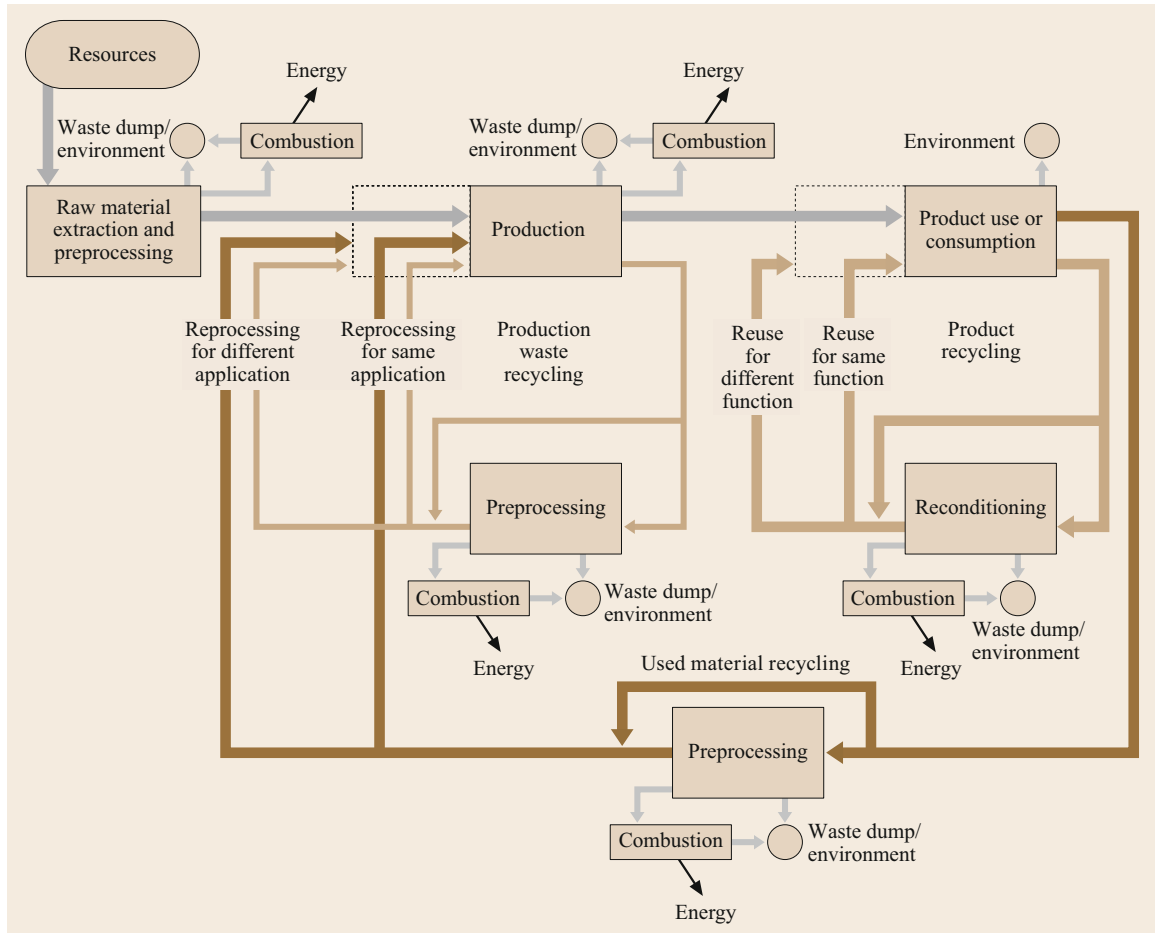 Resources
Energy
Energy
Waste dump/
environment
Combustion
Waste dump/
environment
Combustion
Environment
Raw material
extraction and
preprocessing
Production
Product use or
consumption
Reprocessing
for different
application
Reprocessing
for same
application
Production
waste
recycling
Reuse
for
different
function
Reuse
for same
function
Product
recycling
Preprocessing
Reconditioning
Combustion
Waste dump/
environment
Energy
Combustion
Waste dump/
environment
Energy
Used material recycling
Preprocessing
Combustion
Waste dump/
environment
Energy